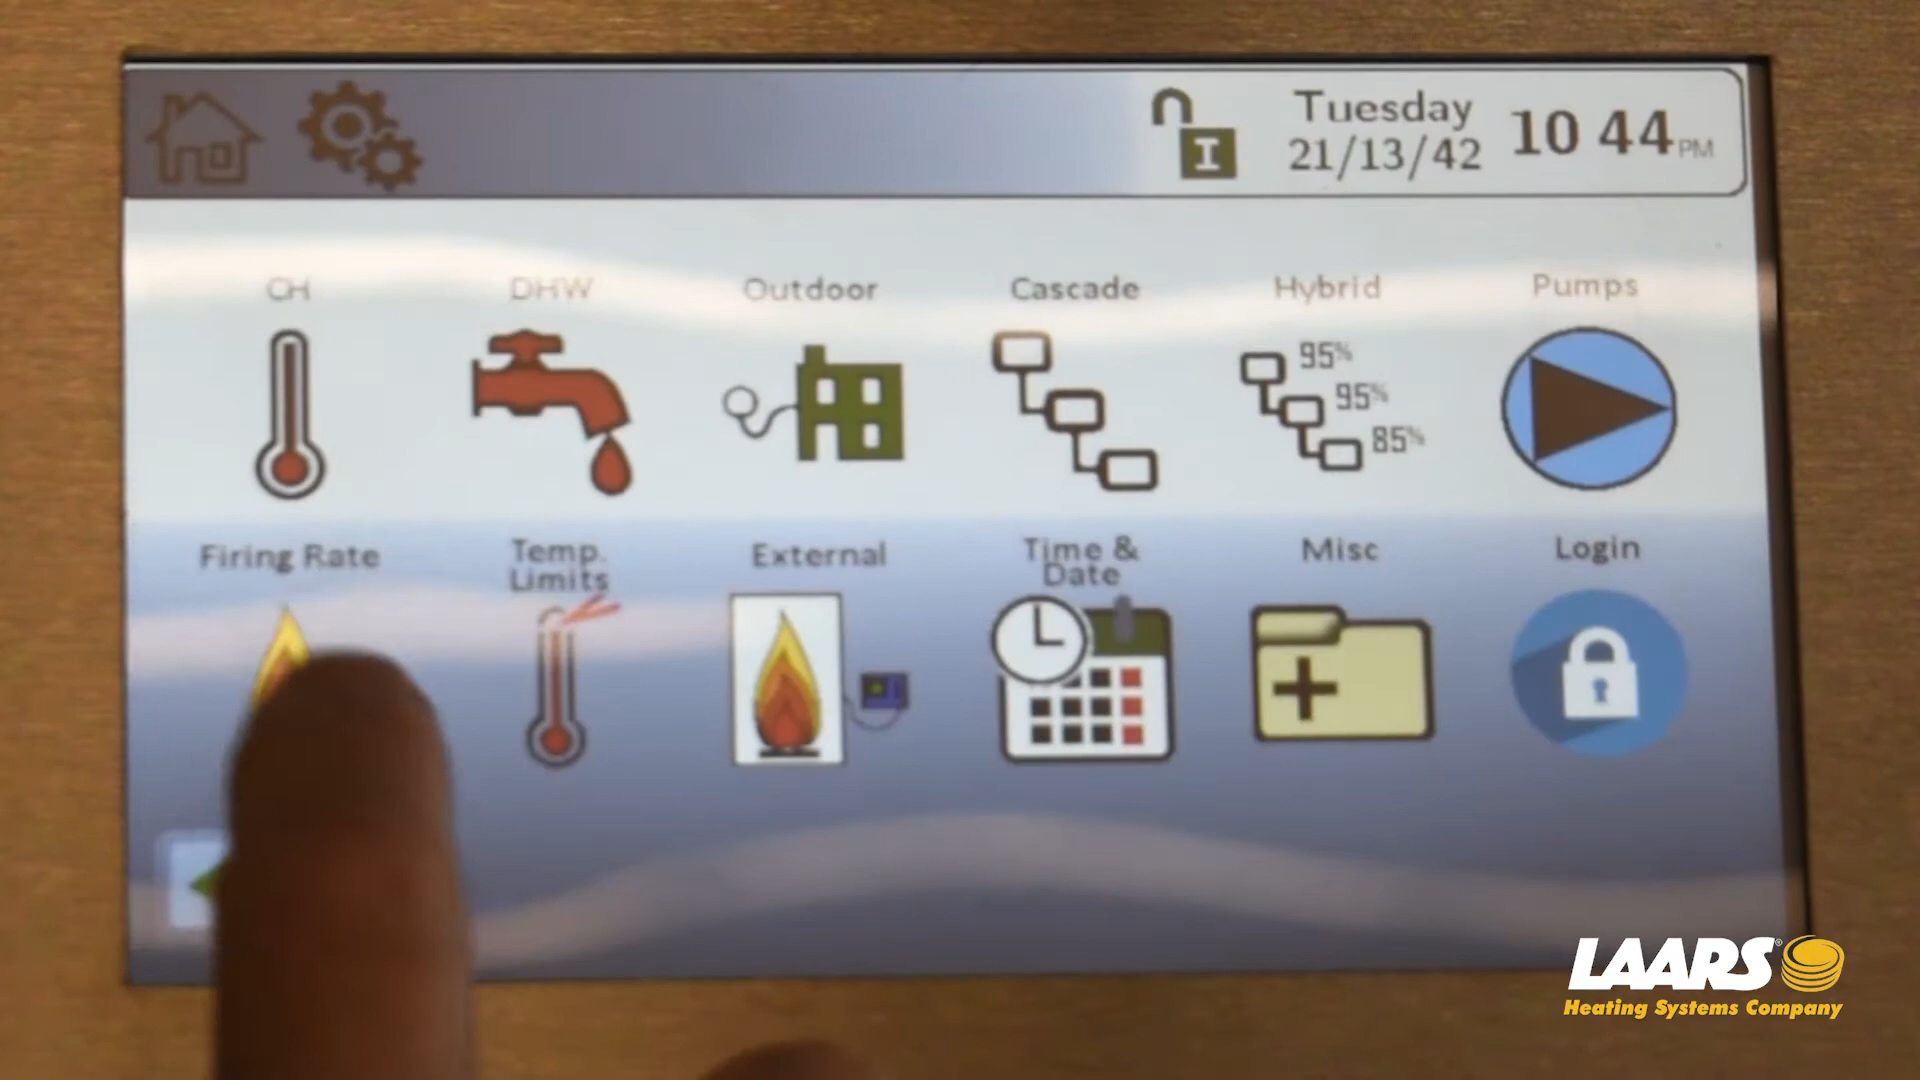 I
Tuesday
21/13/42
10 44 PM
CH
DHW
Outdoor
Cascade
Hybrid
Pumps
95%
95%
85%
Firing Rate
Temp.
Limits
External
Time &
Date
Misc
Login
LAARS®
Heating Systems Company